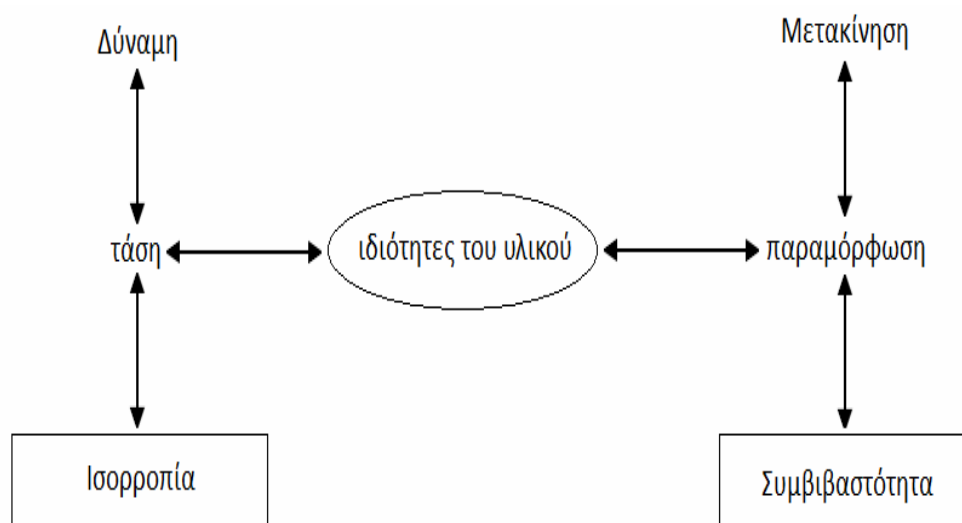 Δύναμη
Μετακίνηση
τάση
ιδιότητες του υλικού
παραμόρφωση
Ισορροπία
Συμβιβαστότητα